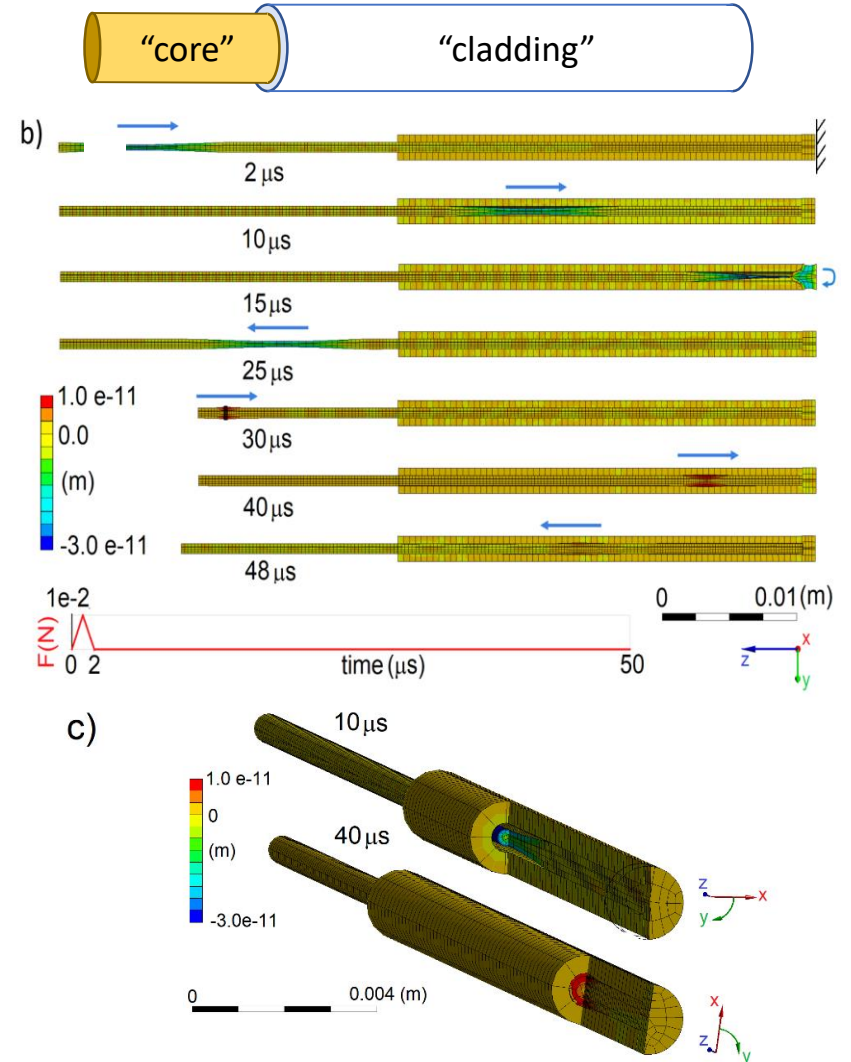 “core”
“cladding”
b)
2 μs
10 μs
15 μs
25 μs
1.0 e-11
0.0
(m)
-3.0 e-11
30 μs
40 μs
48 μs
1e-2
F(N)
0 2
time (μs)
50
0 0.01 (m)
x
z
y
c)
10 μs
1.0 e-11
0
(m)
-3.0e-11
40 μs
z
x
y
0 0.004 (m)
x
z
y